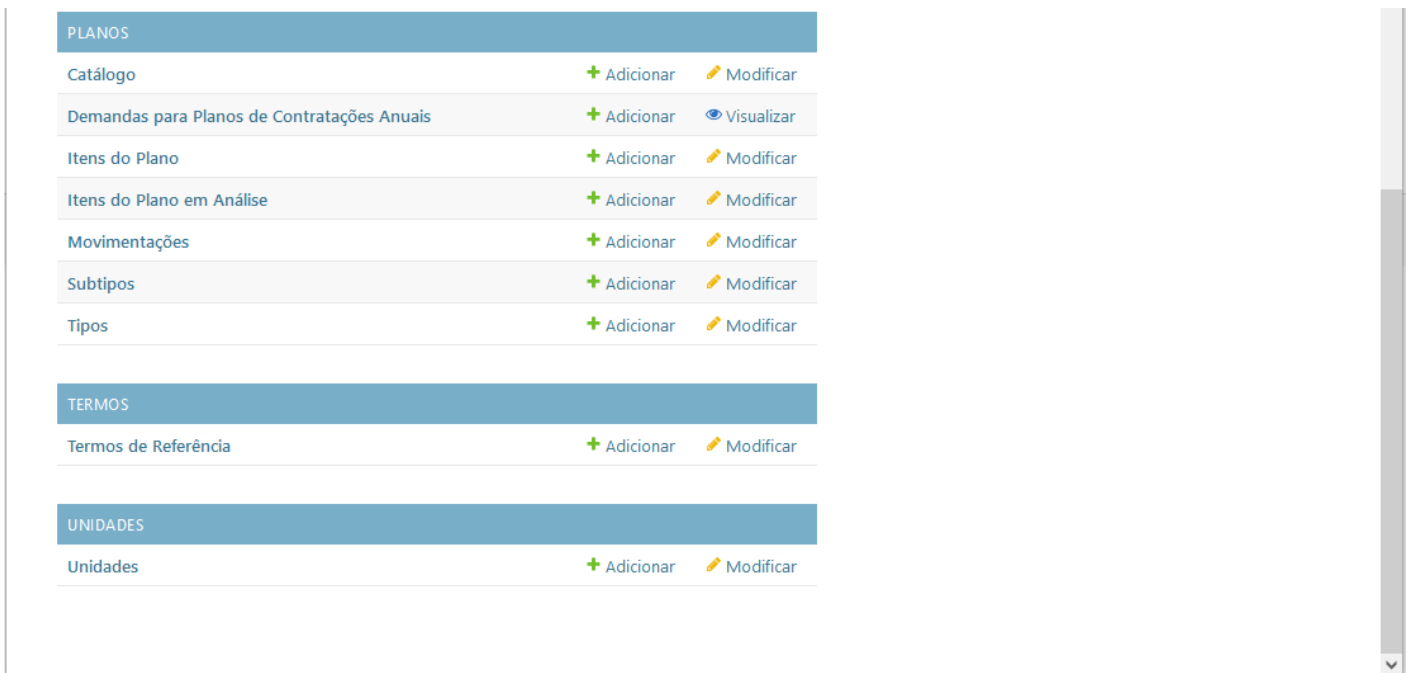 PLANOS
Catálogo Adicionar Modificar
Demandas para Planos de Contratações Anuais Adicionar Visualizar
Itens do Plano Adicionar Modificar
Itens do Plano em Análise Adicionar Modificar
Movimentações Adicionar Modificar
Subtipos Adicionar Modificar
Tipos Adicionar Modificar
TERMOS
Termos de Referência Adicionar Modificar
UNIDADES
Unidades Adicionar Modificar